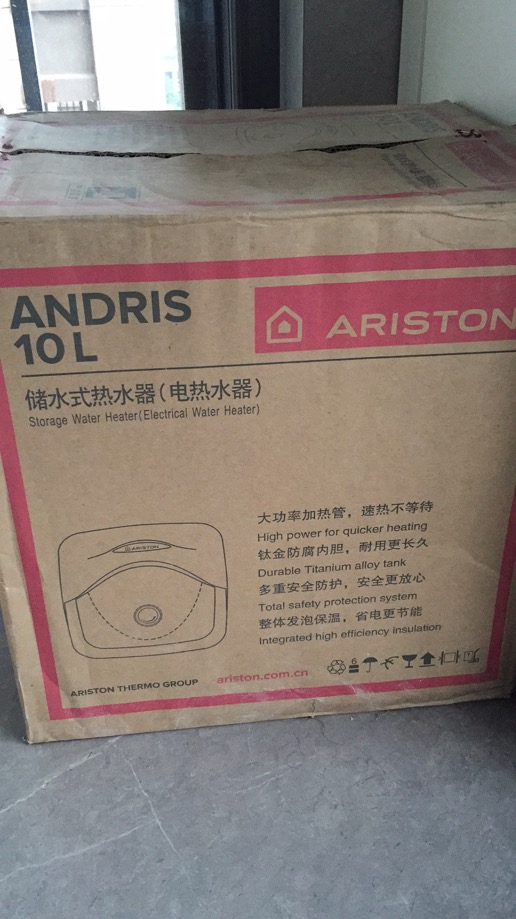 ANDRIS
10 L
ARISTON
储水式热水器(电热水器)
Storage Water Heater(Electrical Water Heater)
大功率加热管，速热不等待
High power for quicker heating
钛金防腐内胆，耐用更长久
Durable Titanium alloy tank
多重安全防护，安全更放心
Total safety protection system
整体发泡保温，省电更节能
Integrated high efficiency insulation
ARISTON
6
ARISTON THERMO GROUP
ariston.com.cn